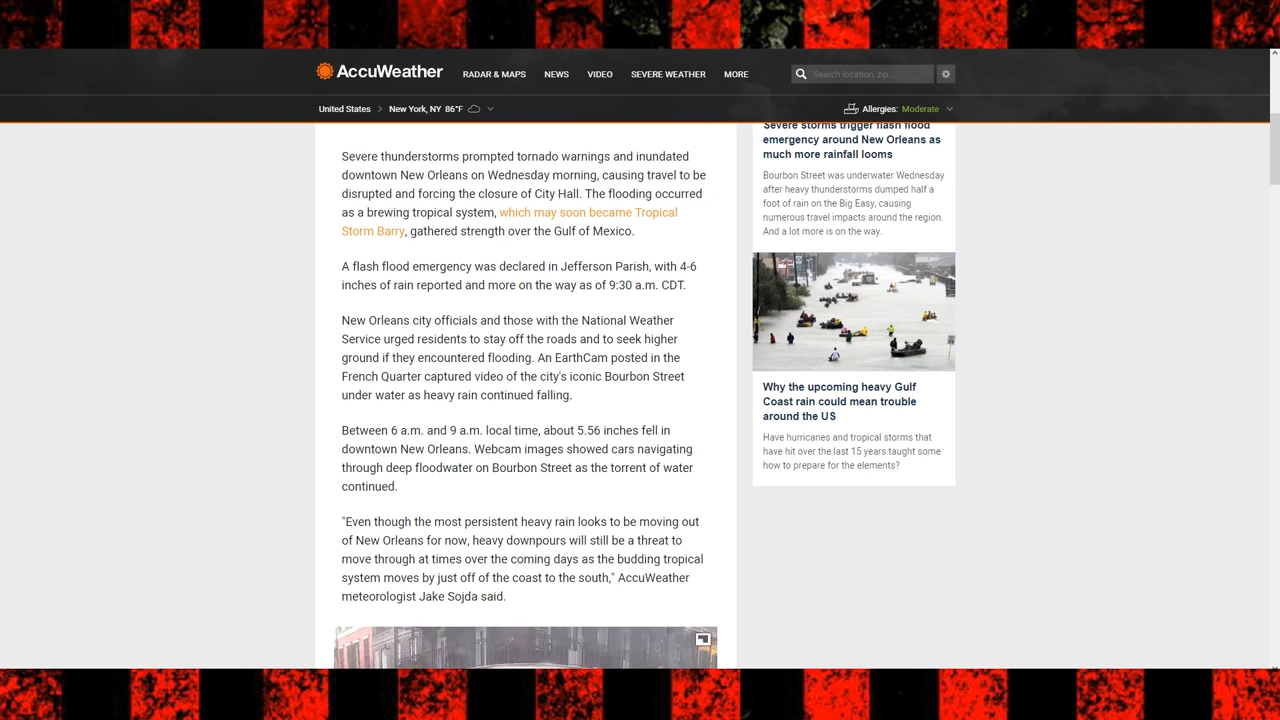 AccuWeather
RADAR & MAPS
NEWS
VIDEO
SEVERE WEATHER
MORE
Search location, zip...
United States > New York, NY 86°F
Allergies: Moderate
Severe thunderstorms prompted tornado warnings and inundated
downtown New Orleans on Wednesday morning, causing travel to be
disrupted and forcing the closure of City Hall. The flooding occurred
as a brewing tropical system, which may soon became Tropical
Storm Barry, gathered strength over the Gulf of Mexico.
A flash flood emergency was declared in Jefferson Parish, with 4-6
inches of rain reported and more on the way as of 9:30 a.m. CDT.
New Orleans city officials and those with the National Weather
Service urged residents to stay off the roads and to seek higher
ground if they encountered flooding. An EarthCam posted in the
French Quarter captured video of the city's iconic Bourbon Street
under water as heavy rain continued falling.
Between 6 a.m. and 9 a.m. local time, about 5.56 inches fell in
downtown New Orleans. Webcam images showed cars navigating
through deep floodwater on Bourbon Street as the torrent of water
continued.
"Even though the most persistent heavy rain looks to be moving out
of New Orleans for now, heavy downpours will still be a threat to
move through at times over the coming days as the budding tropical
system moves by just off of the coast to the south," AccuWeather
meteorologist Jake Sojda said.
Severe storms trigger flash flood
emergency around New Orleans as
much more rainfall looms
Bourbon Street was underwater Wednesday
after heavy thunderstorms dumped half a
foot of rain on the Big Easy, causing
numerous travel impacts around the region.
And a lot more is on the way.
Why the upcoming heavy Gulf
Coast rain could mean trouble
around the US
Have hurricanes and tropical storms that
have hit over the last 15 years taught some
how to prepare for the elements?